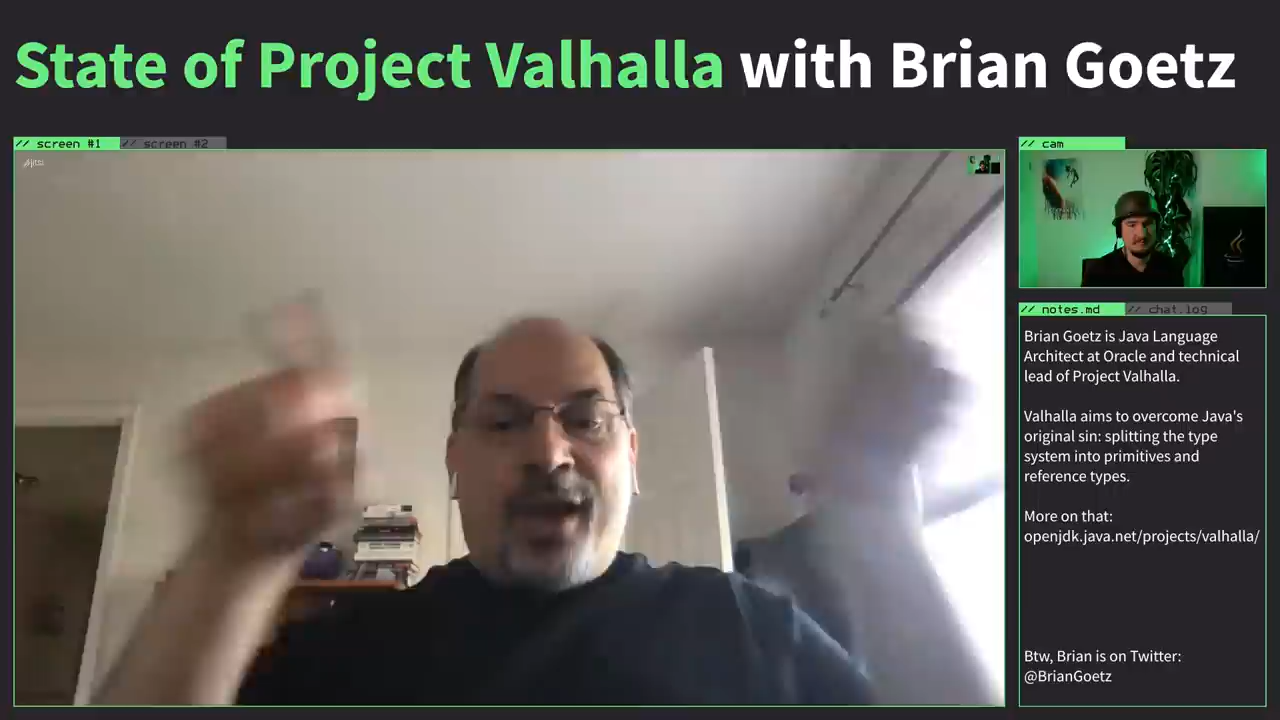 State of Project Valhalla with Brian Goetz
// screen #1
// screen #2
// cam
// notes.md
// chat.log
Brian Goetz is Java Language
Architect at Oracle and technical
lead of Project Valhalla.
Valhalla aims to overcome Java's
original sin: splitting the type
system into primitives and
reference types.
More on that:
openjdk.java.net/projects/valhalla/
Btw, Brian is on Twitter:
@BrianGoetz